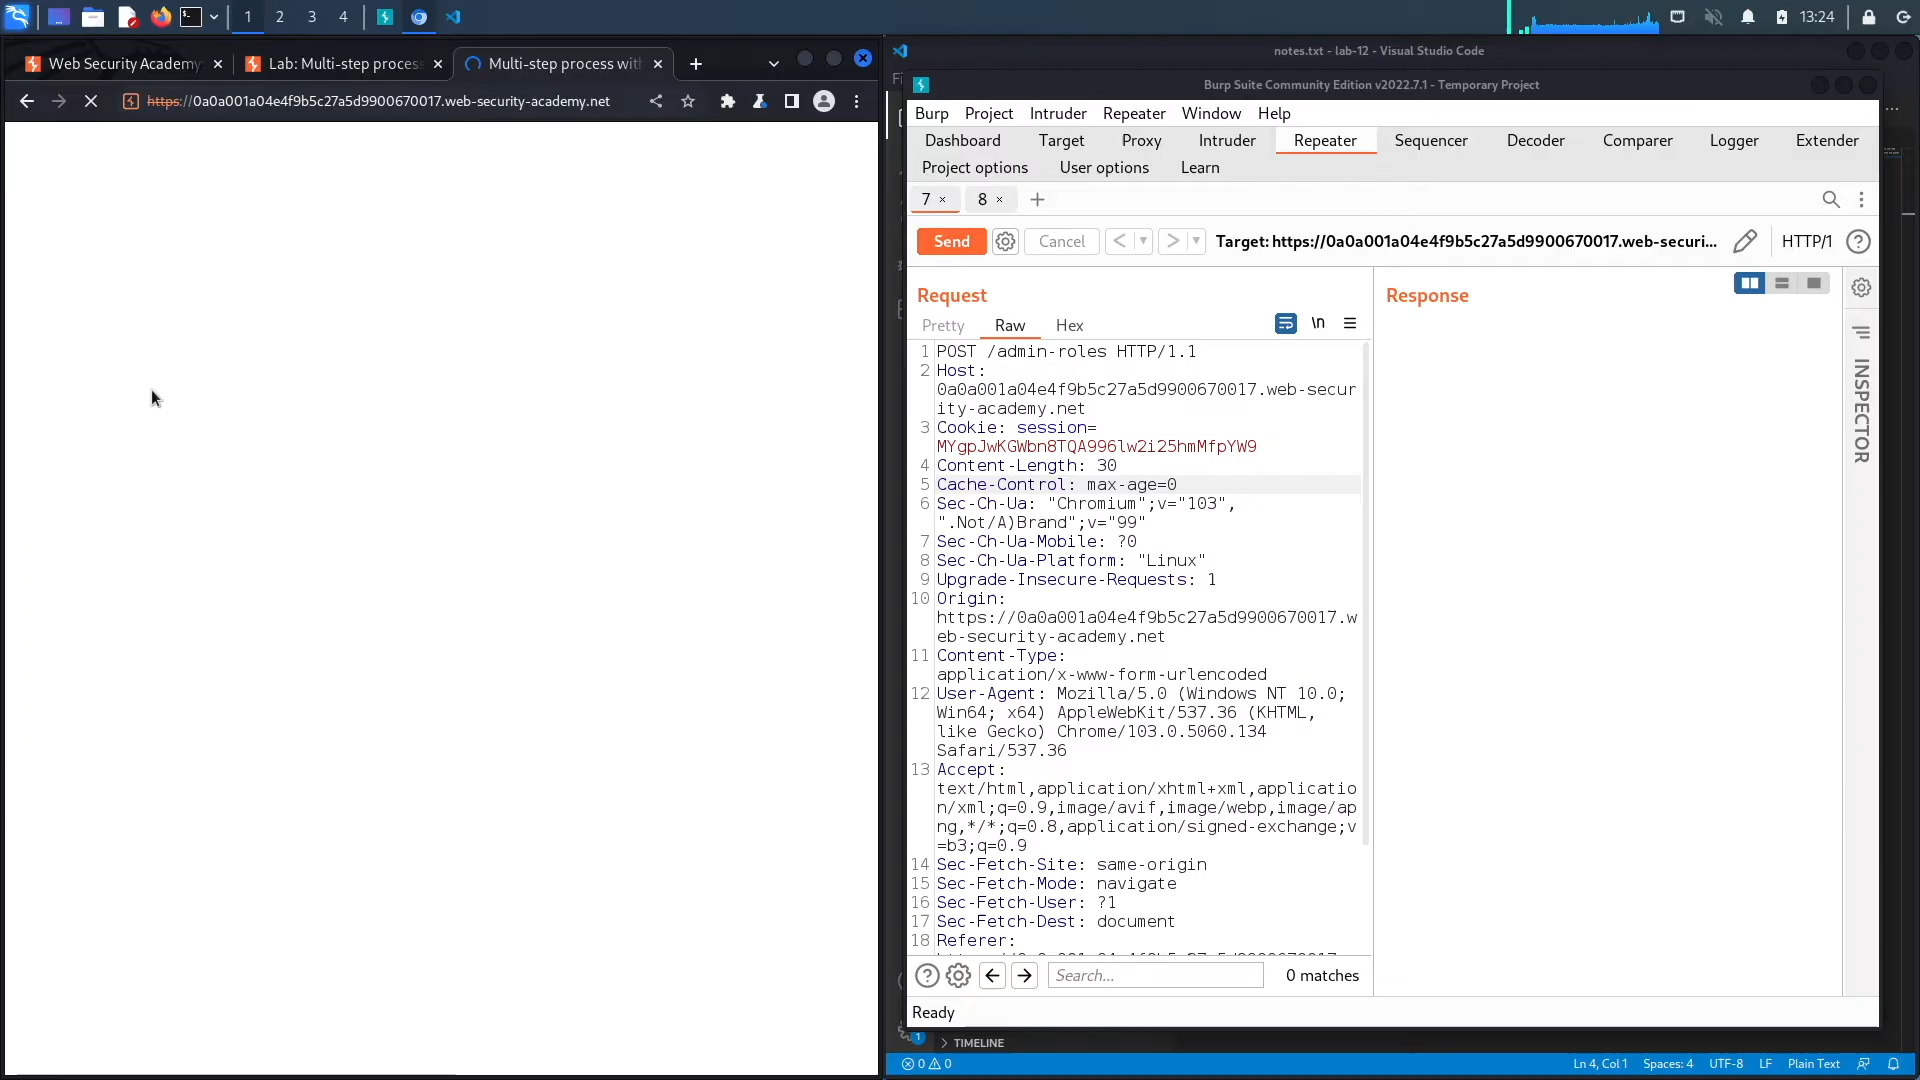 1 2 3 4
13:24
Web Security Academy
Lab: Multi-step process
Multi-step process with
https://0a0a001a04e4f9b5c27a5d9900670017.web-security-academy.net
notes.txt - lab-12 - Visual Studio Code
Burp Suite Community Edition v2022.7.1 - Temporary Project
Burp Project Intruder Repeater Window Help
Dashboard Target Proxy Intruder Repeater Sequencer Decoder Comparer Logger Extender
Project options User options Learn
7 × 8 × +
Send Cancel < > Target: https://0a0a001a04e4f9b5c27a5d9900670017.web-securi... HTTP/1 ?
Request
Response
Pretty Raw Hex \n
1 POST /admin-roles HTTP/1.1
2 Host:
0a0a001a04e4f9b5c27a5d9900670017.web-secur
ity-academy.net
3 Cookie: session=
MYgpJwKGWbn8TQA996lw2i25hmMfpYW9
4 Content-Length: 30
5 Cache-Control: max-age=0
6 Sec-Ch-Ua: "Chromium";v="103",
".Not/A)Brand";v="99"
7 Sec-Ch-Ua-Mobile: ?0
8 Sec-Ch-Ua-Platform: "Linux"
9 Upgrade-Insecure-Requests: 1
10 Origin:
https://0a0a001a04e4f9b5c27a5d9900670017.w
eb-security-academy.net
11 Content-Type:
application/x-www-form-urlencoded
12 User-Agent: Mozilla/5.0 (Windows NT 10.0;
Win64; x64) AppleWebKit/537.36 (KHTML,
like Gecko) Chrome/103.0.5060.134
Safari/537.36
13 Accept:
text/html,application/xhtml+xml,applicatio
n/xml;q=0.9,image/avif,image/webp,image/ap
ng,*/*;q=0.8,application/signed-exchange;v
=b3;q=0.9
14 Sec-Fetch-Site: same-origin
15 Sec-Fetch-Mode: navigate
16 Sec-Fetch-User: ?1
17 Sec-Fetch-Dest: document
18 Referer:
INSPECTOR
Search... 0 matches
Ready
1
> TIMELINE
0 0
Ln 4, Col 1 Spaces: 4 UTF-8 LF Plain Text